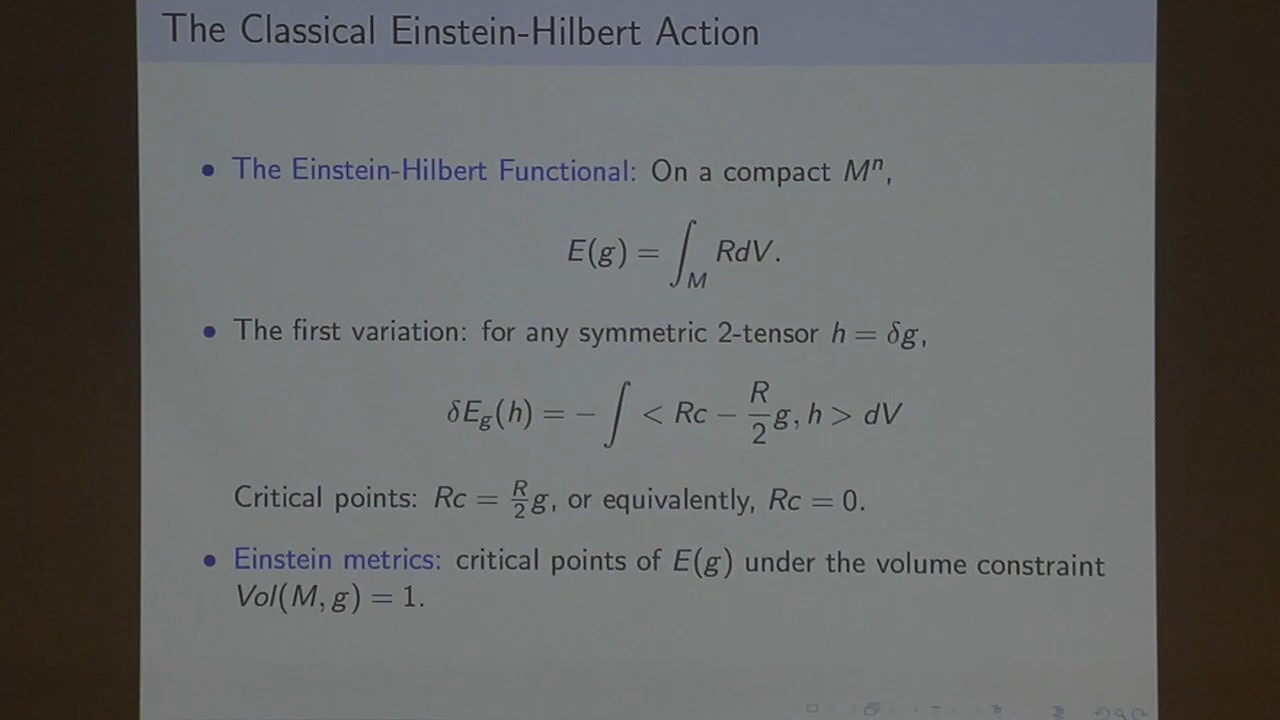 The Classical Einstein-Hilbert Action
• The Einstein-Hilbert Functional: On a compact Mⁿ,
E(g) = ∫_M RdV.
• The first variation: for any symmetric 2-tensor h = δg,
δE_g(h) = − ∫ < Rc − R/2 g, h > dV
Critical points: Rc = R/2 g, or equivalently, Rc = 0.
• Einstein metrics: critical points of E(g) under the volume constraint
Vol(M, g) = 1.